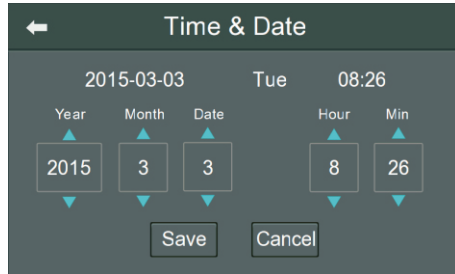 Time & Date
2015-03-03 Tue 08:26
Year Month Date Hour Min
2015 3 3 8 26
Save Cancel